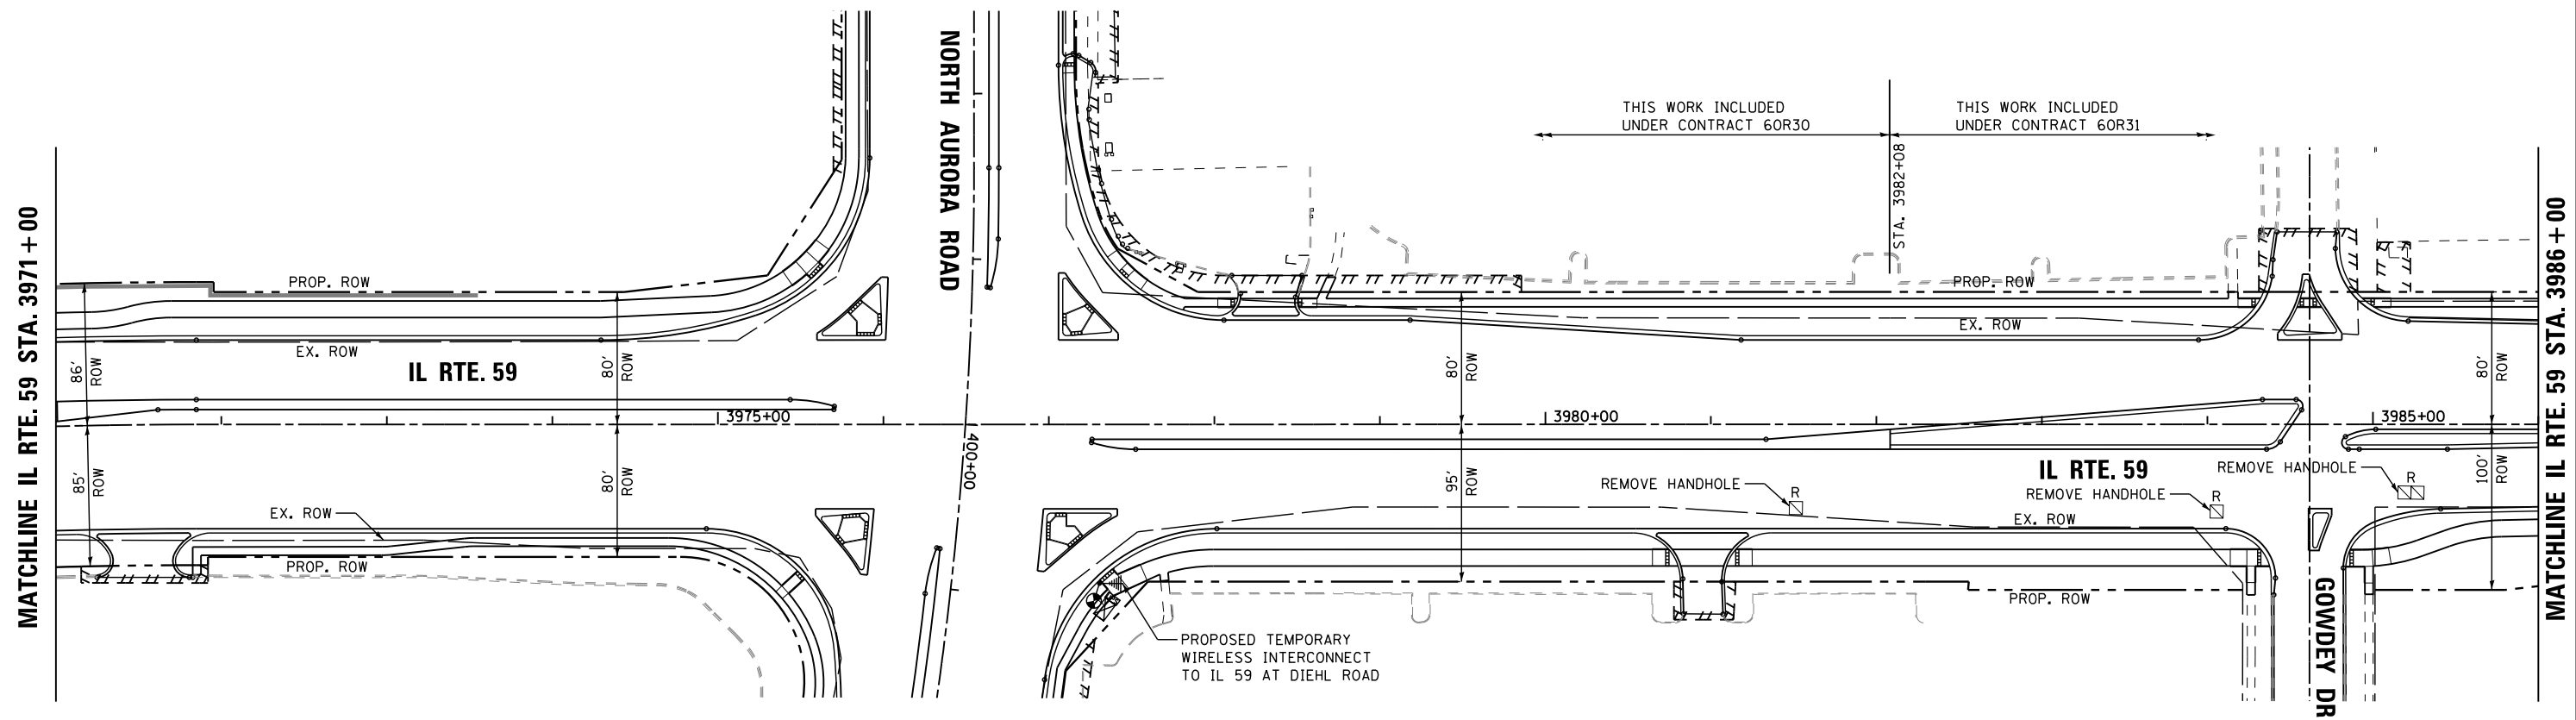 MATCHLINE IL RTE. 59 STA. 3971+00
NORTH AURORA ROAD
THIS WORK INCLUDED
UNDER CONTRACT 60R30
THIS WORK INCLUDED
UNDER CONTRACT 60R31
STA. 3982+08
PROP. ROW
PROP. ROW
EX. ROW
EX. ROW
IL RTE. 59
86'
ROW
80'
ROW
80'
ROW
80'
ROW
3975+00
3980+00
3985+00
400+00
85'
ROW
80'
ROW
95'
ROW
100'
ROW
IL RTE. 59
REMOVE HANDHOLE
R
REMOVE HANDHOLE
R
REMOVE HANDHOLE
R
EX. ROW
EX. ROW
PROP. ROW
PROP. ROW
PROPOSED TEMPORARY
WIRELESS INTERCONNECT
TO IL 59 AT DIEHL ROAD
GOWDEY DR
MATCHLINE IL RTE. 59 STA. 3986+00